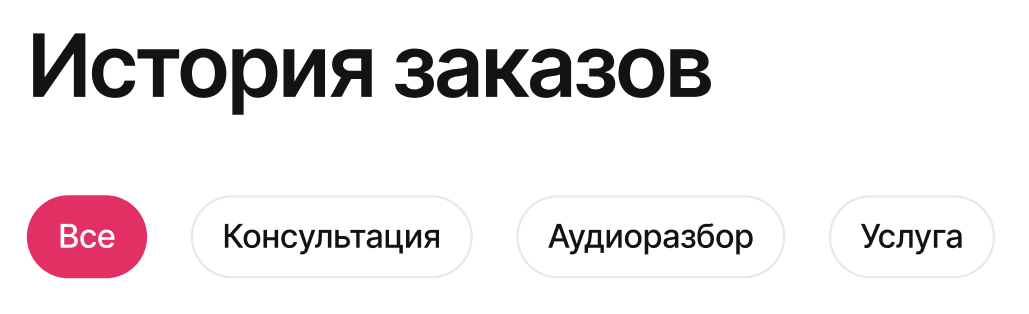 История заказов
Все Консультация Аудиоразбор Услуга